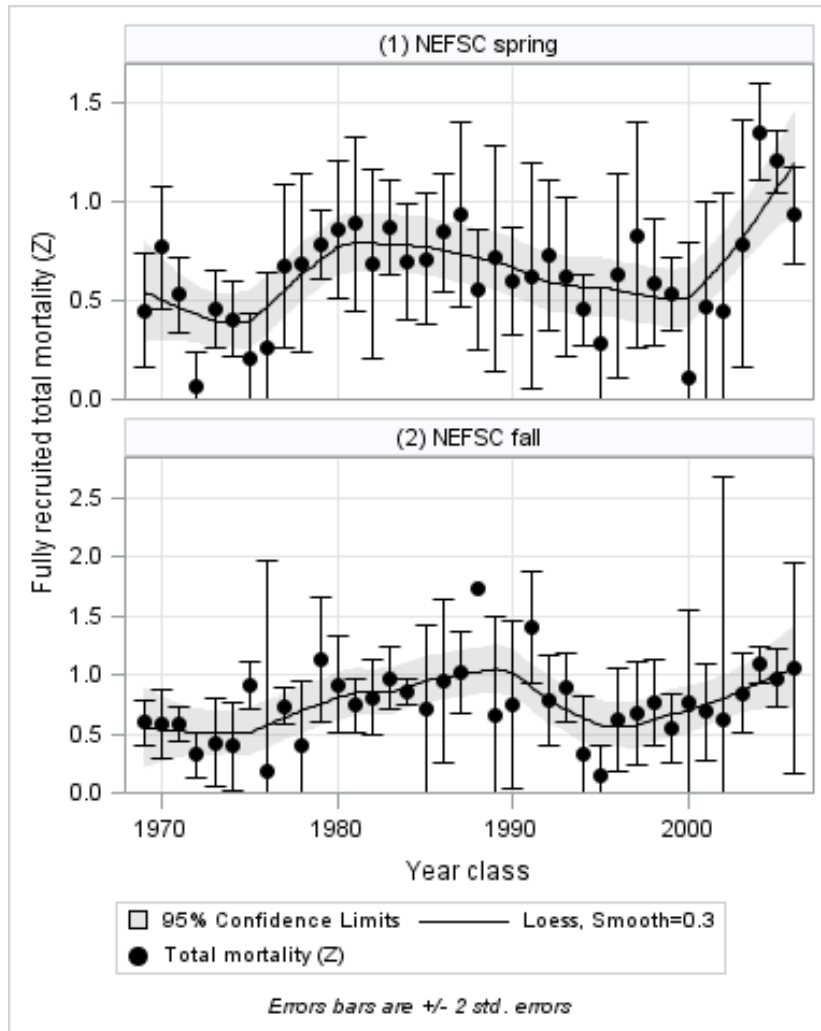 (1) NEFSC spring
Fully recruited total mortality (Z)
1.5
1.0
0.5
0.0
(2) NEFSC fall
2.5
2.0
1.5
1.0
0.5
0.0
1970 1980 1990 2000
Year class
95% Confidence Limits Loess, Smooth=0.3
Total mortality (Z)
Errors bars are +/- 2 std. errors